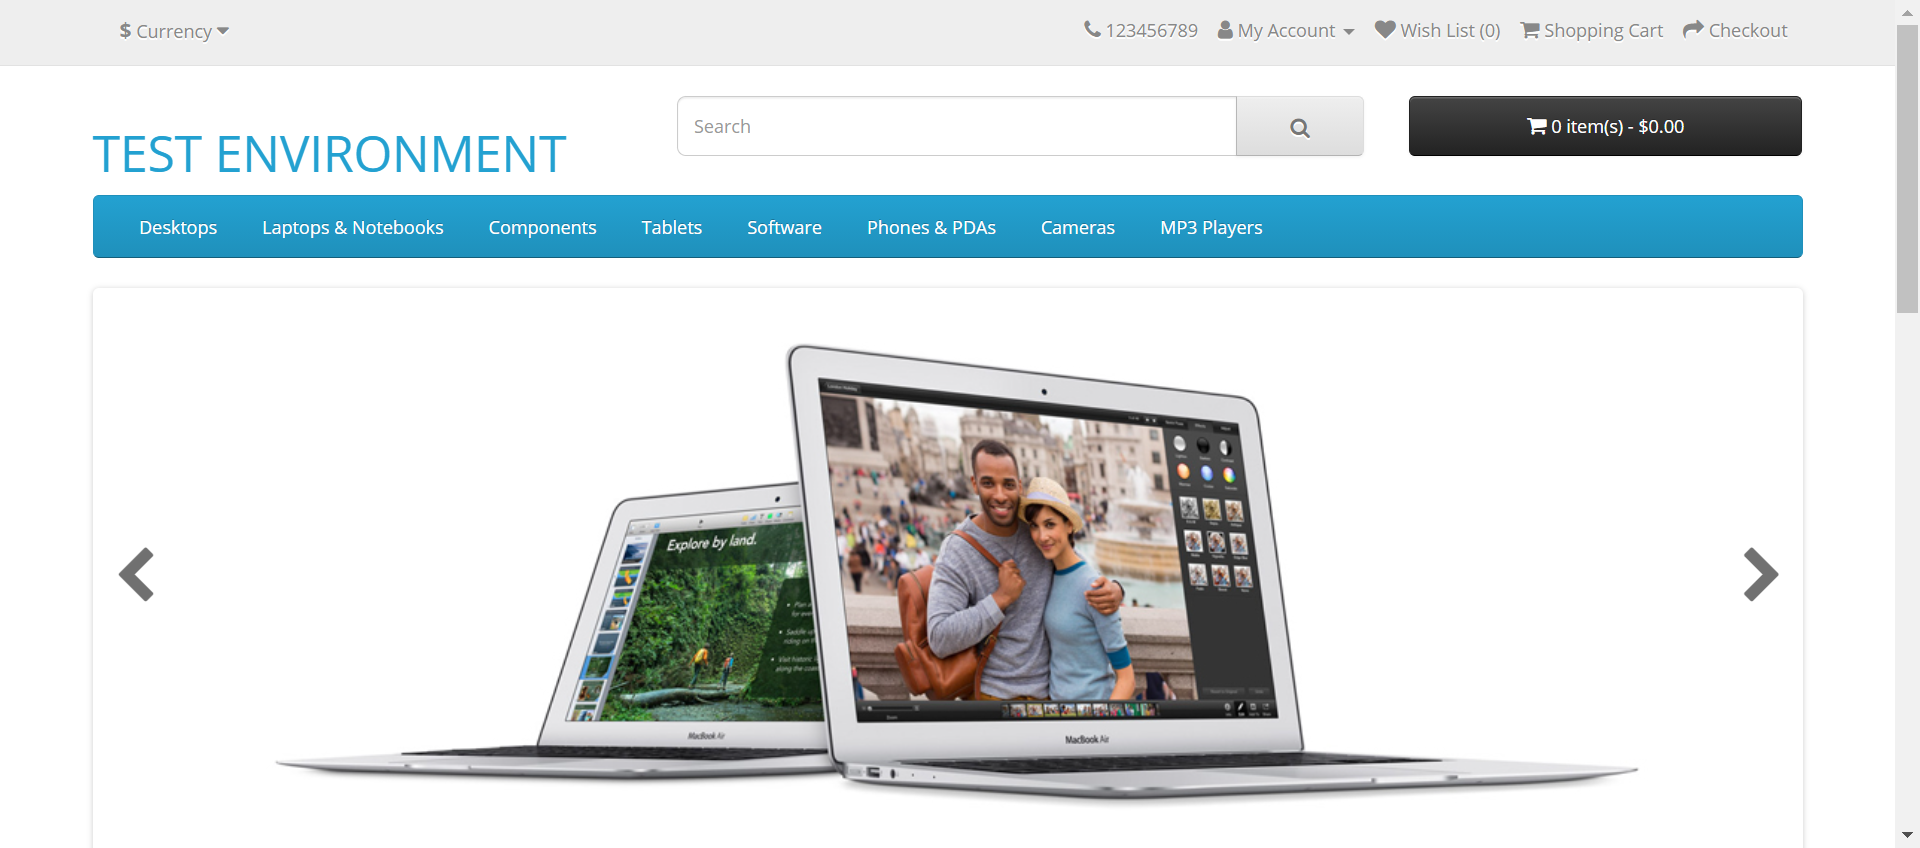 $ Currency
123456789 My Account Wish List (0) Shopping Cart Checkout
Search
0 item(s) - $0.00
TEST ENVIRONMENT
Desktops Laptops & Notebooks Components Tablets Software Phones & PDAs Cameras MP3 Players
Explore by land.
MacBook Air
MacBook Air